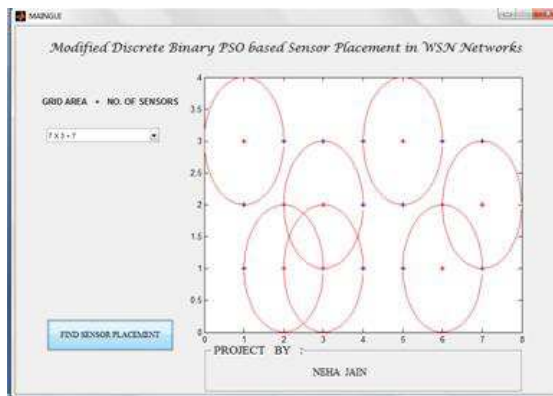 MAINGUI
Modified Discrete Binary PSO based Sensor Placement in WSN Networks
GRID AREA + NO. OF SENSORS
7 X 3 - 7
FIND SENSOR PLACEMENT
4
3.5
3
2.5
2
1.5
1
0.5
0
0 1 2 3 4 5 6 7 8
PROJECT BY :
NEHA JAIN